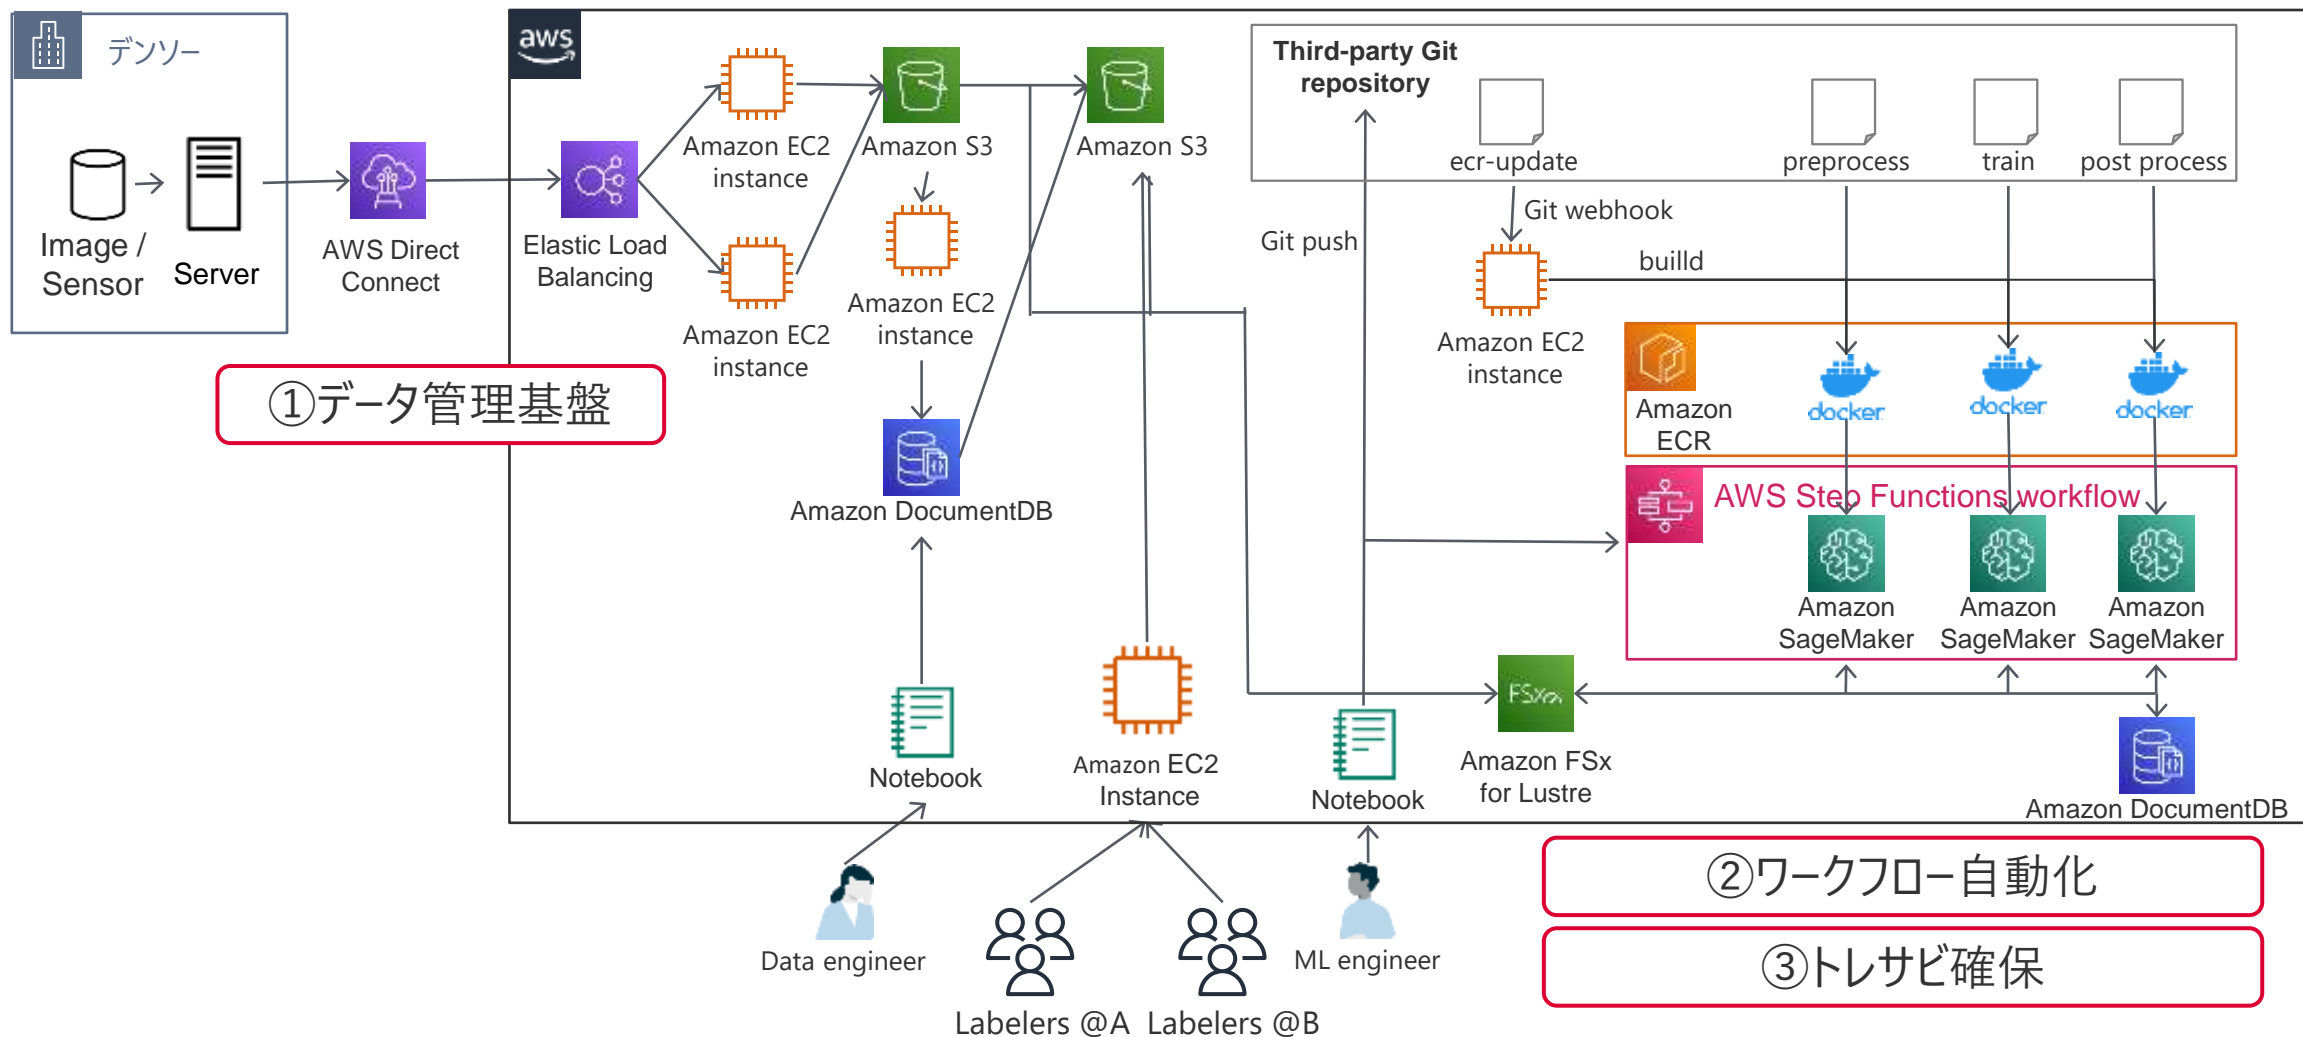 デンソー
Image /
Sensor
Server
AWS Direct
Connect
aws
Elastic Load
Balancing
Amazon EC2
instance
Amazon EC2
instance
Amazon S3
Amazon EC2
instance
Amazon S3
Amazon DocumentDB
①データ管理基盤
Notebook
Data engineer
Amazon EC2
Instance
Labelers @A
Labelers @B
Third-party Git
repository
ecr-update
preprocess
train
post process
Git webhook
Git push
builld
Amazon EC2
instance
Amazon
ECR
docker
docker
docker
AWS Step Functions workflow
Amazon
SageMaker
Amazon
SageMaker
Amazon
SageMaker
FSx
Amazon FSx
for Lustre
Notebook
ML engineer
Amazon DocumentDB
②ワークフロー自動化
③トレサビ確保